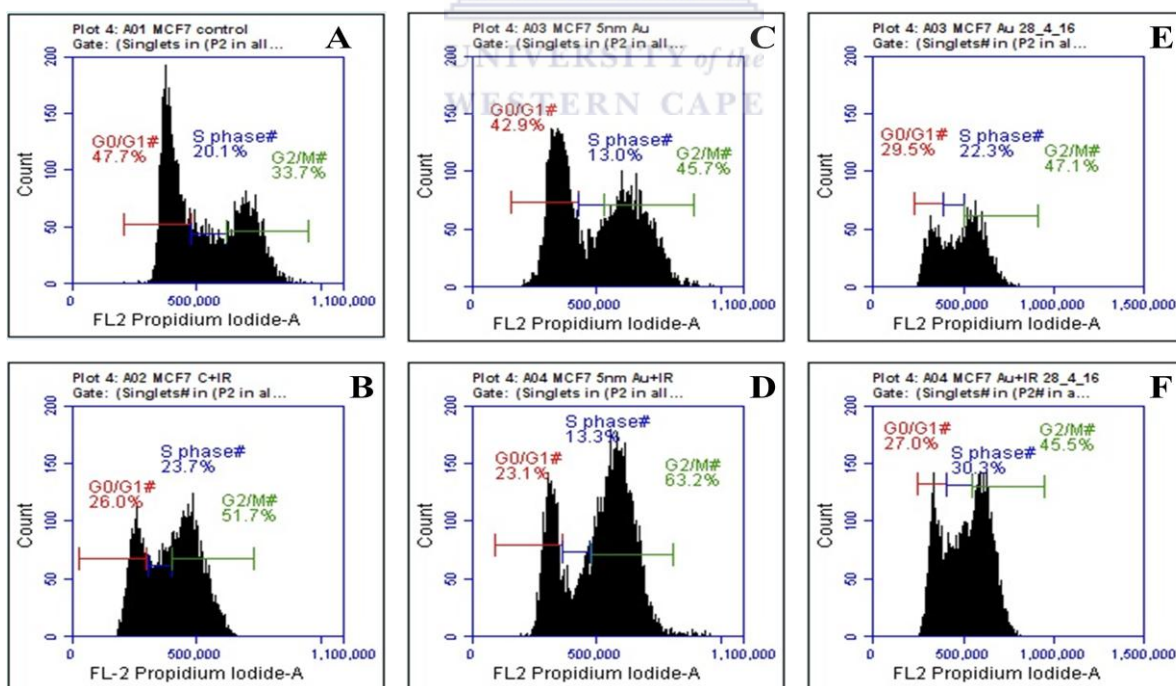 Plot 4: A01 MCF7 control
Gate: (Singlets in (P2 in all...
A
200
150
100
50
0
Count
G0/G1#
47.7%
S phase#
20.1%
G2/M#
33.7%
0
500,000
1,100,000
FL2 Propidium Iodide-A
Plot 4: A03 MCF7 5nm Au
Gate: (Singlets in (P2 in all...
C
UNIVERSITY of the
WESTERN CAPE
200
150
100
50
0
Count
G0/G1#
42.9%
S phase#
13.0%
G2/M#
45.7%
0
500,000
1,100,000
FL2 Propidium Iodide-A
Plot 4: A03 MCF7 Au 28_4_16
Gate: (Singlets# in (P2 in al...
E
200
150
100
50
0
Count
G0/G1#
29.5%
S phase#
22.3%
G2/M#
47.1%
0
500,000
1,000,000
1,500,000
FL2 Propidium Iodide-A
Plot 4: A02 MCF7 C+IR
Gate: (Singlets# in (P2 in al...
B
200
150
100
50
0
Count
G0/G1#
26.0%
S phase#
23.7%
G2/M#
51.7%
0
500,000
1,100,000
FL-2 Propidium Iodide-A
Plot 4: A04 MCF7 5nm Au+IR
Gate: (Singlets in (P2 in all...
D
200
150
100
50
0
Count
G0/G1#
23.1%
S phase#
13.3%
G2/M#
63.2%
0
500,000
1,100,000
FL2 Propidium Iodide-A
Plot 4: A04 MCF7 Au+IR 28_4_16
Gate: (Singlets# in (P2# in a...
F
200
150
100
50
0
Count
G0/G1#
27.0%
S phase#
30.3%
G2/M#
45.5%
0
500,000
1,000,000
1,500,000
FL2 Propidium Iodide-A